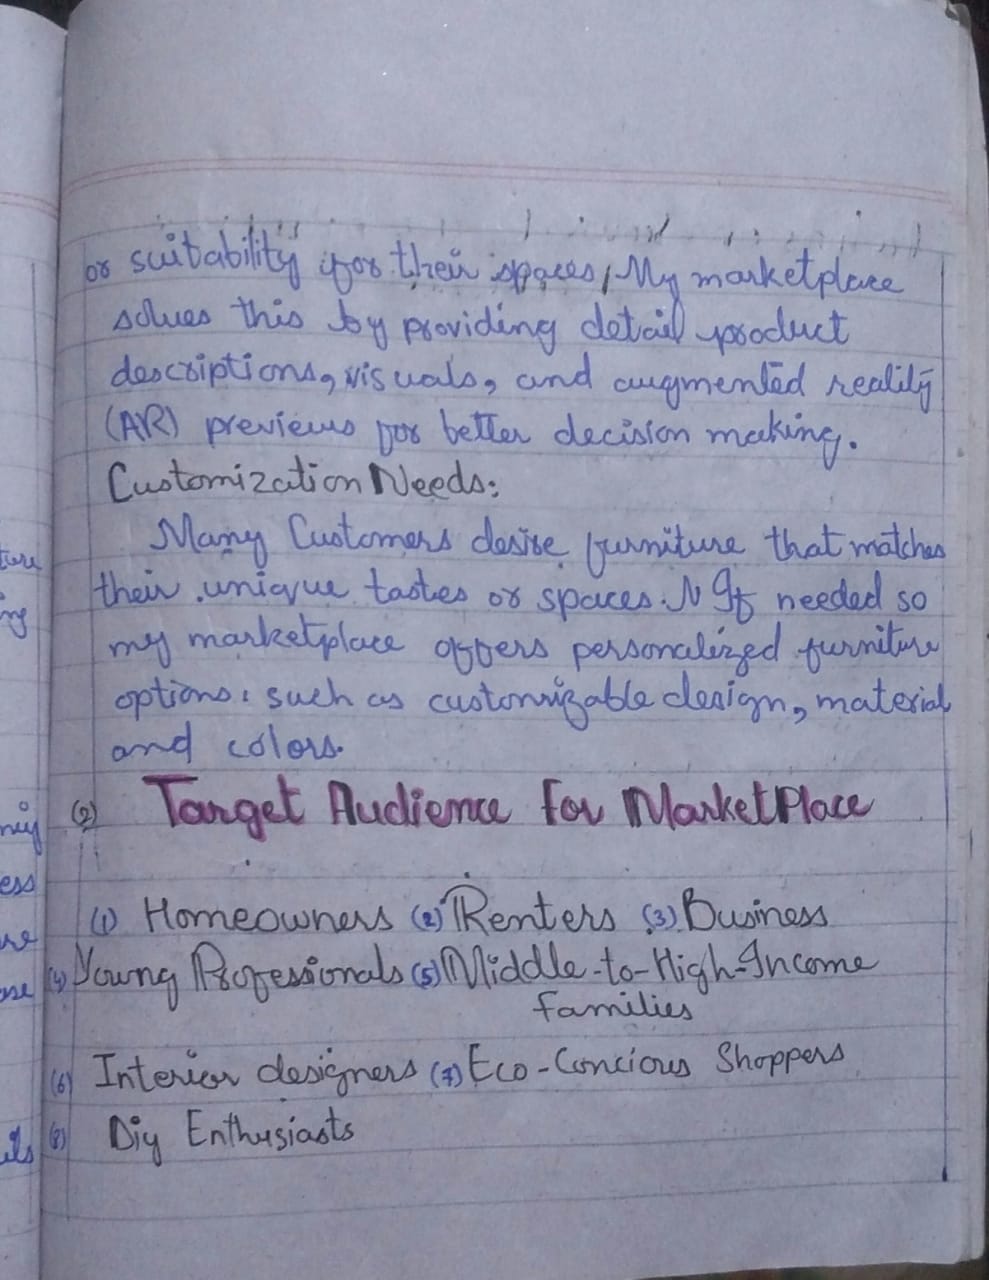 or suitability for their spaces, My marketplace
solves this by providing detail product
descriptions, visuals, and augmented reality
(AR) previews for better decision making.
Customization Needs:
Many Customers desire furniture that matches
their unique tastes or spaces. If needed so
my marketplace offers personalized furniture
options. such as customizable design, material
and colors.
(2) Target Audience for MarketPlace
(1) Homeowners (2) Renters (3) Business
(4) Young Professionals (5) Middle-to-High-Income
families
(6) Interior designers (7) Eco-Concious Shoppers
(8) Diy Enthusiasts